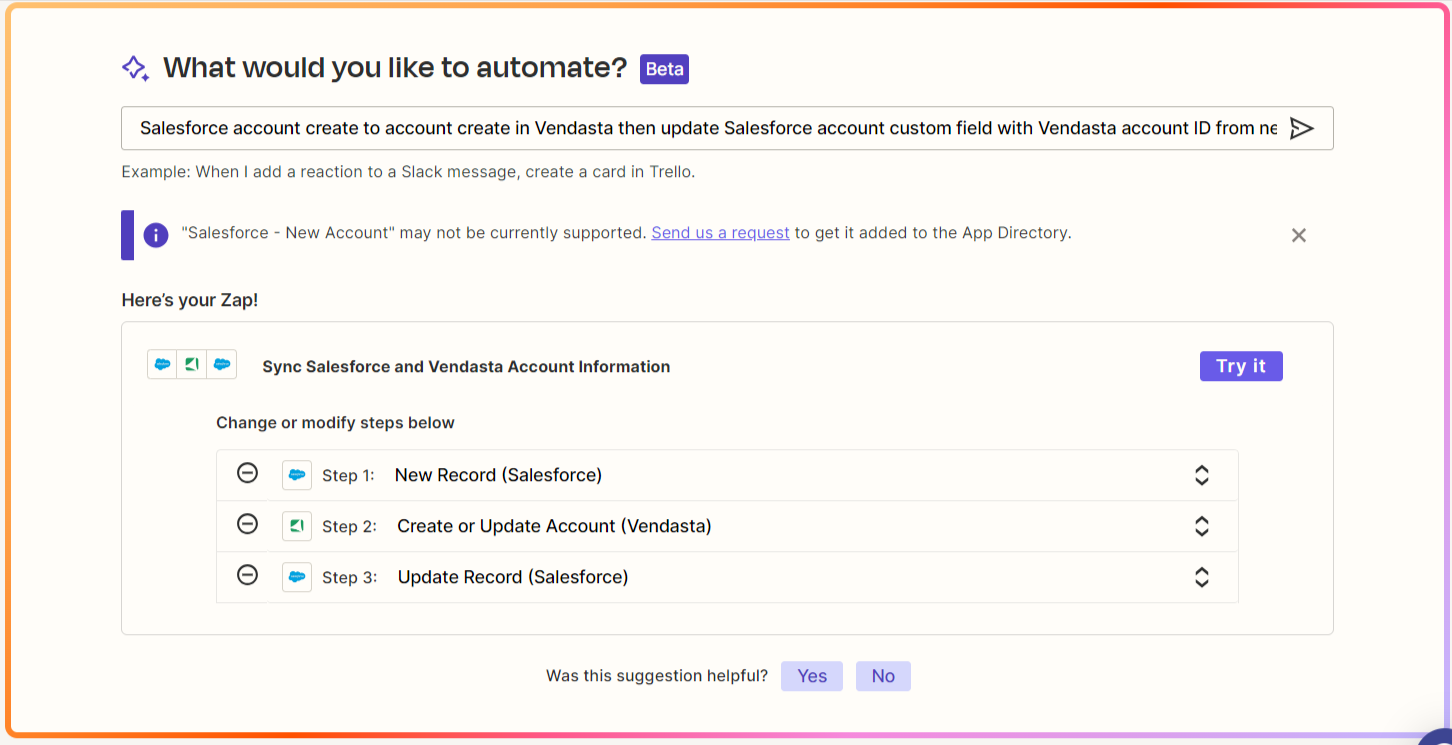 What would you like to automate? Beta
Salesforce account create to account create in Vendasta then update Salesforce account custom field with Vendasta account ID from
Example: When I add a reaction to a Slack message, create a card in Trello.
"Salesforce - New Account" may not be currently supported. Send us a request to get it added to the App Directory.
Here's your Zap!
Sync Salesforce and Vendasta Account Information
Try it
Change or modify steps below
Step 1: New Record (Salesforce)
Step 2: Create or Update Account (Vendasta)
Step 3: Update Record (Salesforce)
Was this suggestion helpful? Yes No